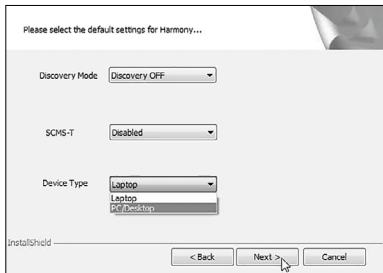 Please select the default settings for Harmony...
Discovery Mode Discovery OFF
SCMS-T Disabled
Device Type Laptop
Laptop
PC/Desktop
InstallShield
< Back Next > Cancel